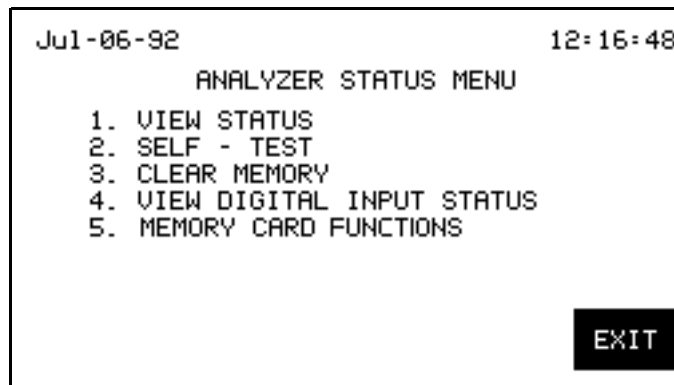 Jul-06-92 12:16:48
ANALYZER STATUS MENU
1. VIEW STATUS
2. SELF - TEST
3. CLEAR MEMORY
4. VIEW DIGITAL INPUT STATUS
5. MEMORY CARD FUNCTIONS
EXIT